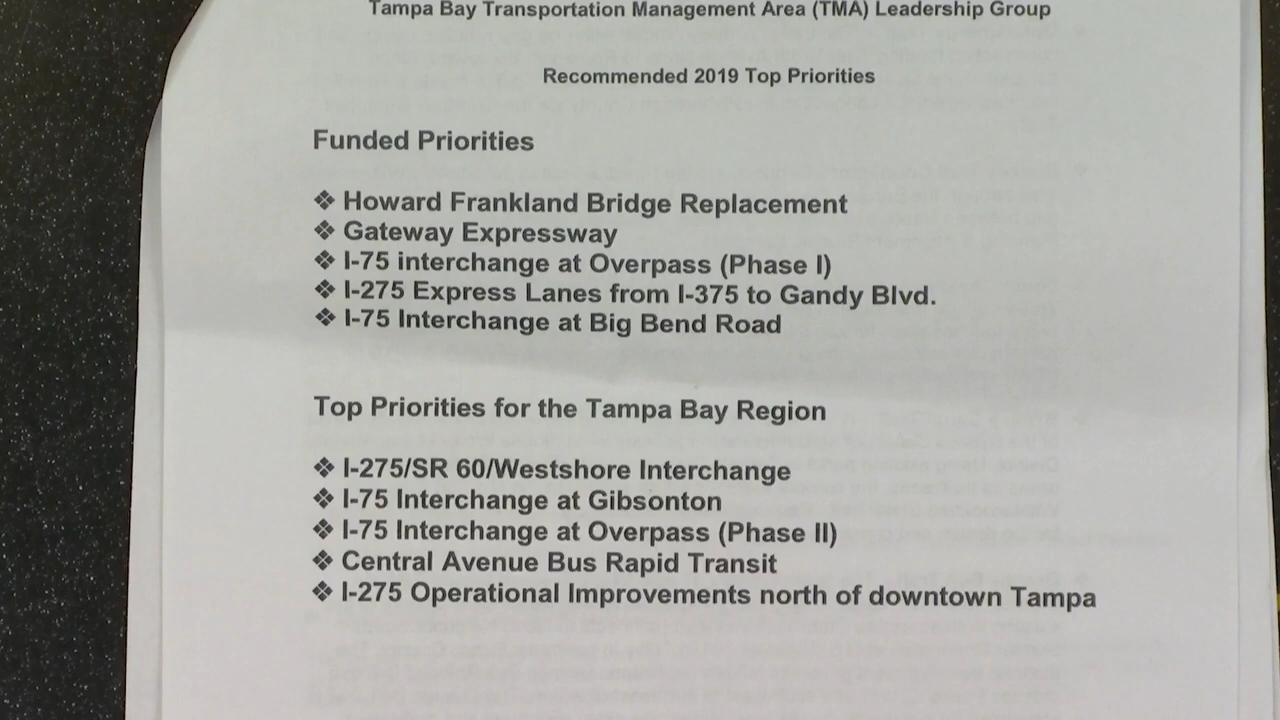 Tampa Bay Transportation Management Area (TMA) Leadership Group
Recommended 2019 Top Priorities
Funded Priorities
❖ Howard Frankland Bridge Replacement
❖ Gateway Expressway
❖ I-75 interchange at Overpass (Phase I)
❖ I-275 Express Lanes from I-375 to Gandy Blvd.
❖ I-75 Interchange at Big Bend Road
Top Priorities for the Tampa Bay Region
❖ I-275/SR 60/Westshore Interchange
❖ I-75 Interchange at Gibsonton
❖ I-75 Interchange at Overpass (Phase II)
❖ Central Avenue Bus Rapid Transit
❖ I-275 Operational Improvements north of downtown Tampa